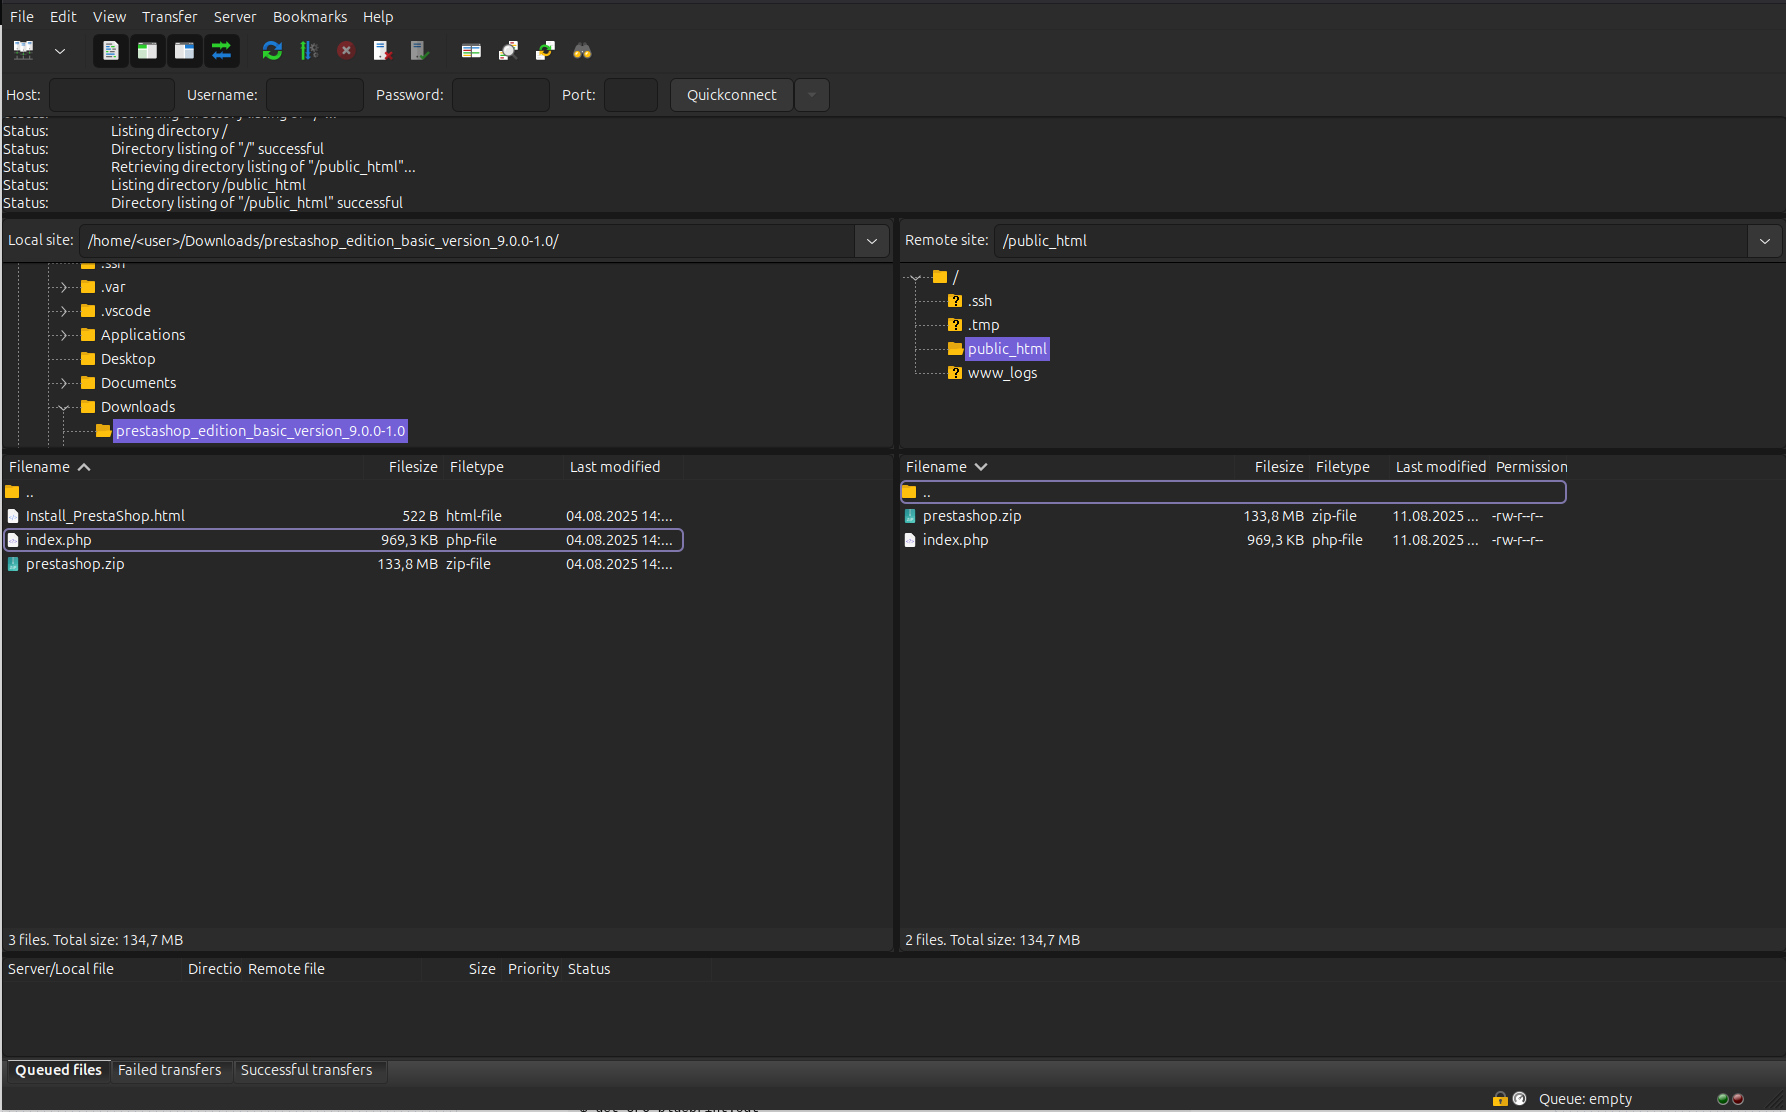 File Edit View Transfer Server Bookmarks Help
Host: Username: Password: Port: Quickconnect
Status: Retrieving directory listing of "/"...
Status: Listing directory /
Status: Directory listing of "/" successful
Status: Retrieving directory listing of "/public_html"...
Status: Listing directory /public_html
Status: Directory listing of "/public_html" successful
Local site: /home/<user>/Downloads/prestashop_edition_basic_version_9.0.0-1.0/
.ssh
.var
.vscode
Applications
Desktop
Documents
Downloads
prestashop_edition_basic_version_9.0.0-1.0
Remote site: /public_html
/
.ssh
.tmp
public_html
www_logs
Filename Filesize Filetype Last modified
..
Install_PrestaShop.html 522 B html-file 04.08.2025 14:...
index.php 969,3 KB php-file 04.08.2025 14:...
prestashop.zip 133,8 MB zip-file 04.08.2025 14:...
3 files. Total size: 134,7 MB
Filename Filesize Filetype Last modified Permission
..
prestashop.zip 133,8 MB zip-file 11.08.2025 ... -rw-r--r--
index.php 969,3 KB php-file 11.08.2025 ... -rw-r--r--
2 files. Total size: 134,7 MB
Server/Local file Directio Remote file Size Priority Status
Queued files Failed transfers Successful transfers
Queue: empty